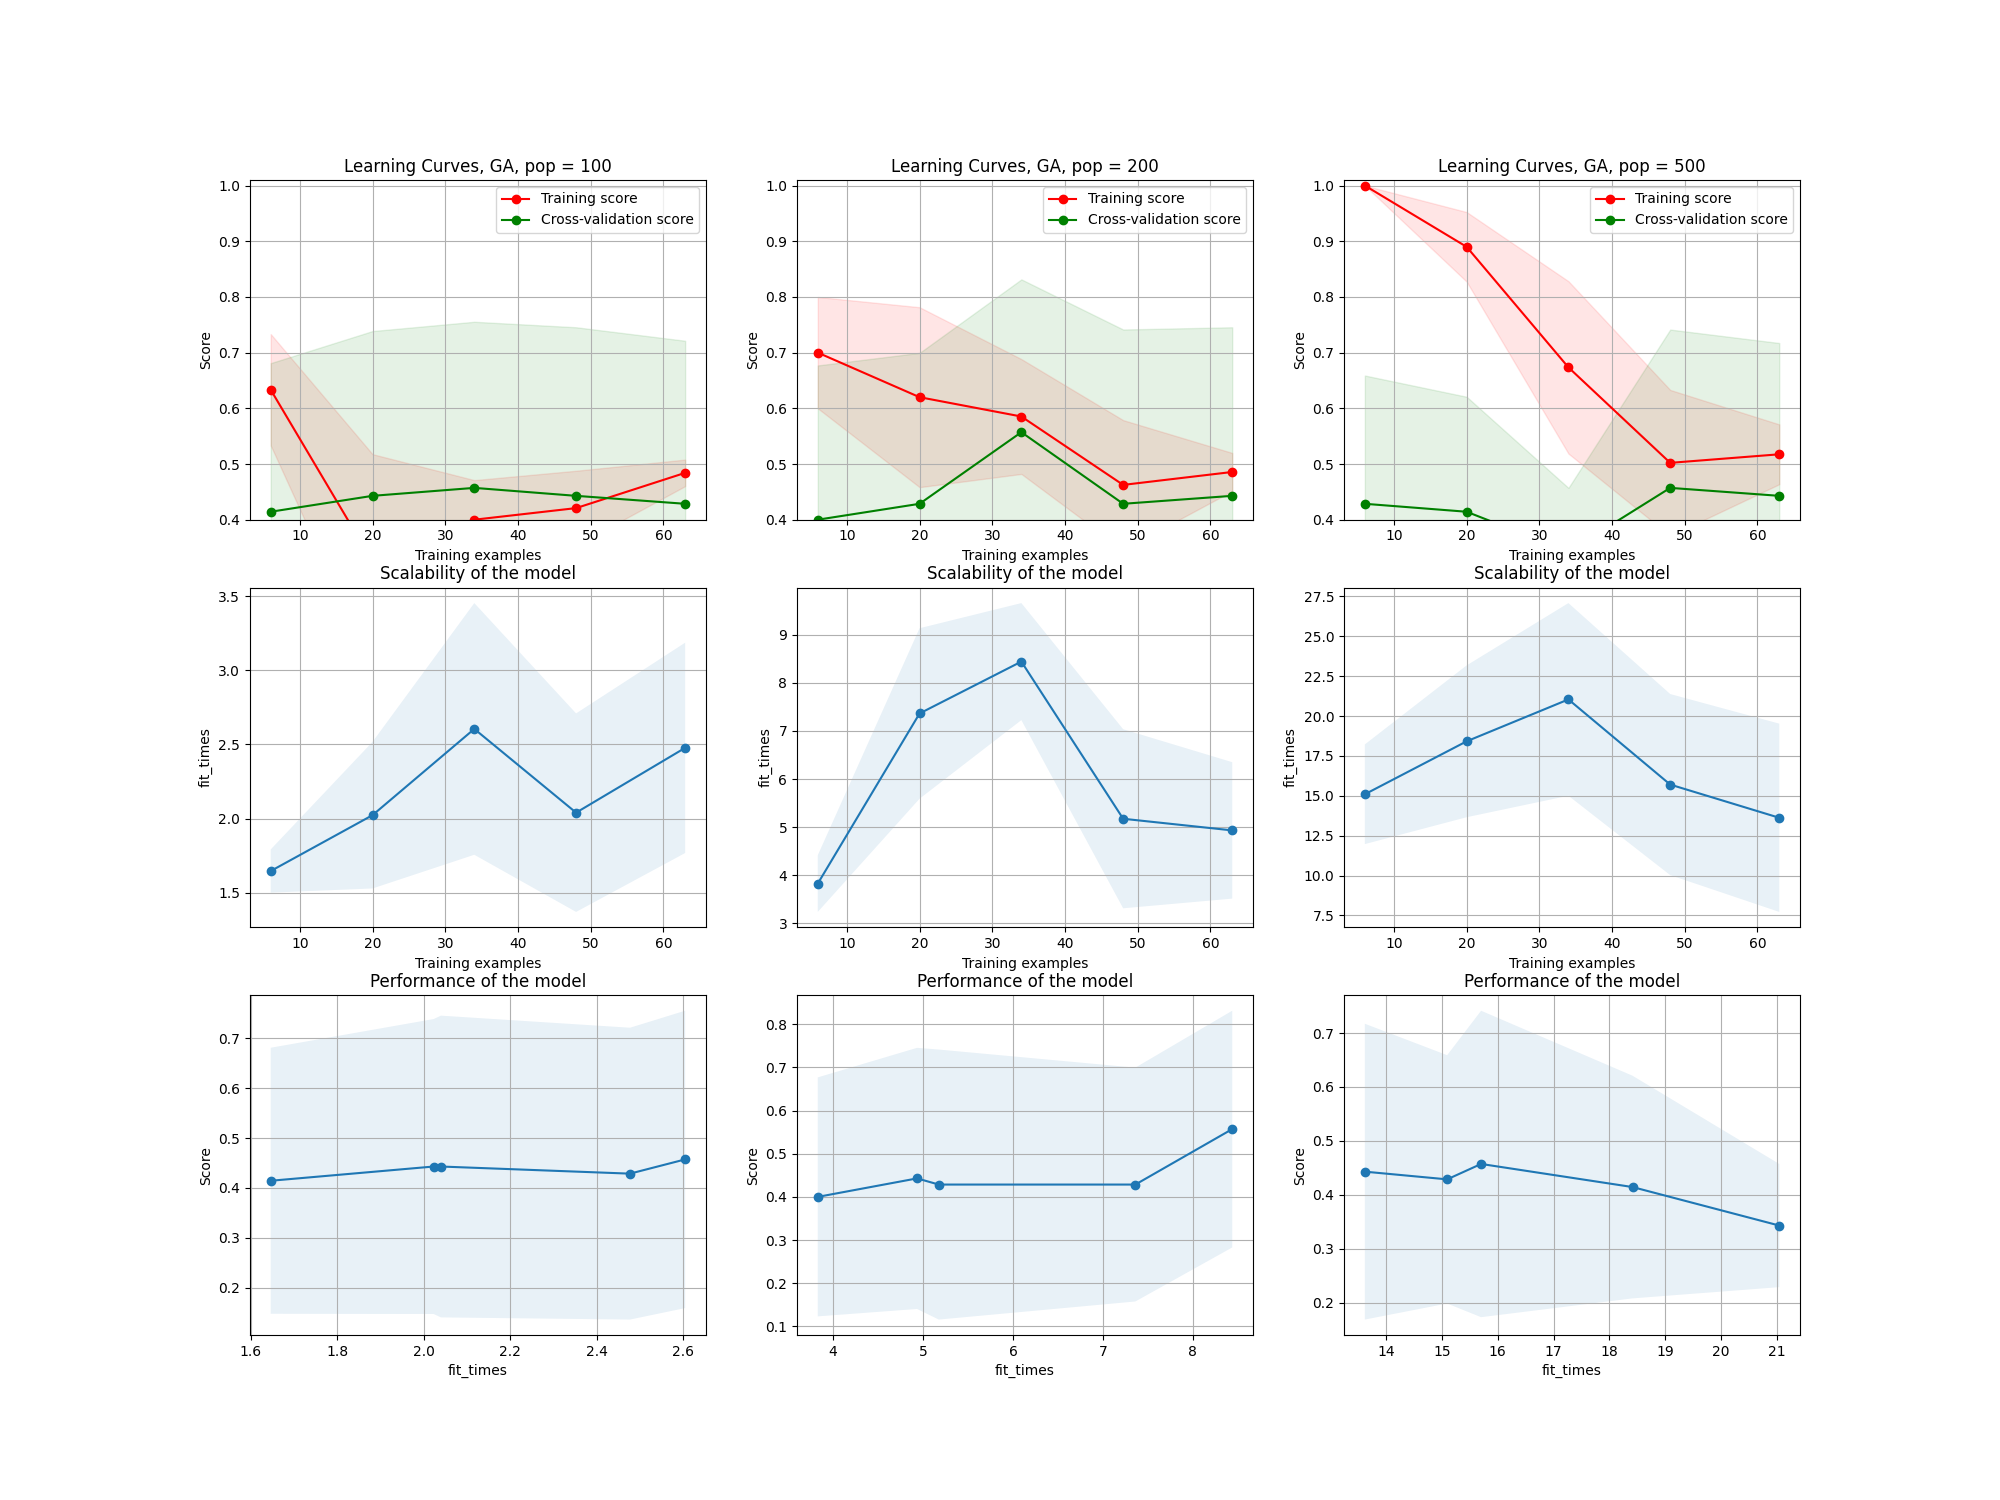 Learning Curves, GA, pop = 100
Learning Curves, GA, pop = 200
Learning Curves, GA, pop = 500
1.0
0.9
0.8
0.7
0.6
0.5
0.4
Score
Training score
Cross-validation score
10 20 30 40 50 60
Training examples
1.0
0.9
0.8
0.7
0.6
0.5
0.4
Score
Training score
Cross-validation score
10 20 30 40 50 60
Training examples
1.0
0.9
0.8
0.7
0.6
0.5
0.4
Score
Training score
Cross-validation score
10 20 30 40 50 60
Training examples
Scalability of the model
3.5
3.0
2.5
2.0
1.5
fit_times
10 20 30 40 50 60
Training examples
Scalability of the model
9
8
7
6
5
4
3
fit_times
10 20 30 40 50 60
Training examples
Scalability of the model
27.5
25.0
22.5
20.0
17.5
15.0
12.5
10.0
7.5
fit_times
10 20 30 40 50 60
Training examples
Performance of the model
0.7
0.6
0.5
0.4
0.3
0.2
Score
1.6 1.8 2.0 2.2 2.4 2.6
fit_times
Performance of the model
0.8
0.7
0.6
0.5
0.4
0.3
0.2
0.1
Score
4 5 6 7 8
fit_times
Performance of the model
0.7
0.6
0.5
0.4
0.3
0.2
Score
14 15 16 17 18 19 20 21
fit_times